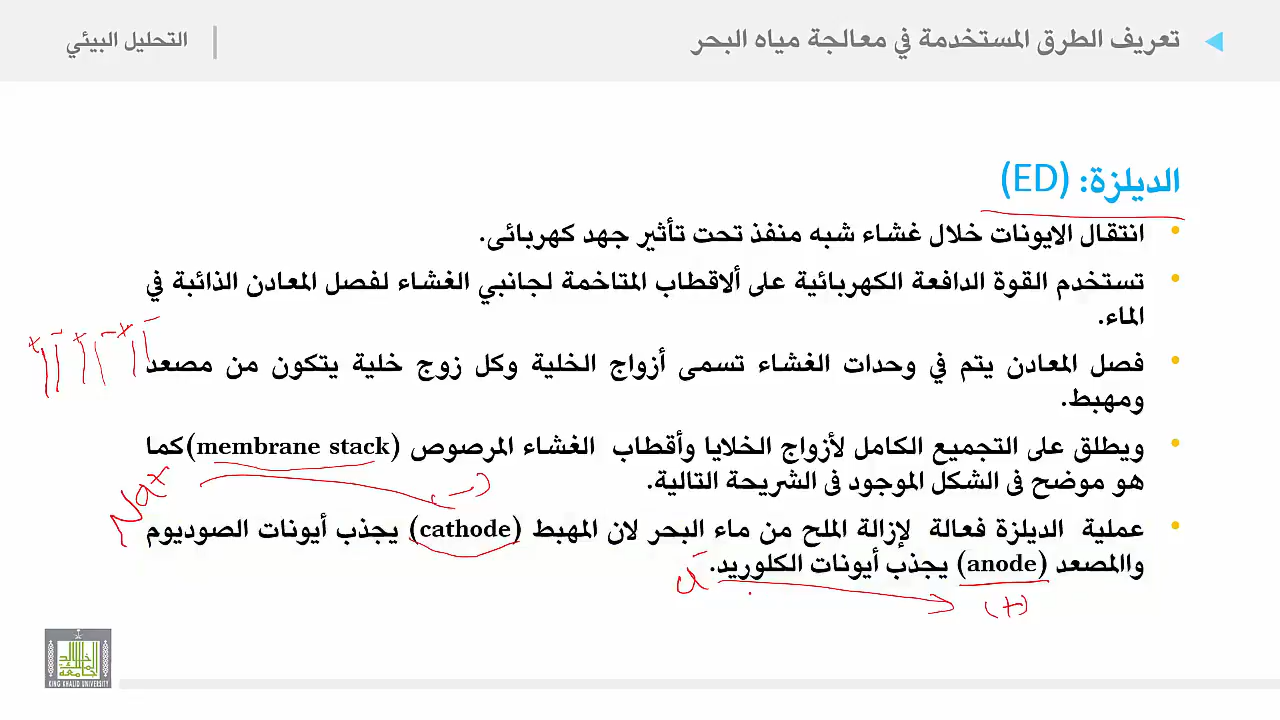 تعريف الطرق المستخدمة في معالجة مياه البحر
التحليل البيئي
الديلزة: (ED)
• انتقال الايونات خلال غشاء شبه منفذ تحت تأثير جهد كهربائى.
• تستخدم القوة الدافعة الكهربائية على ألاقطاب المتاخمة لجانبي الغشاء لفصل المعادن الذائبة في
الماء.
+ - + - + -
• فصل المعادن يتم في وحدات الغشاء تسمى أزواج الخلية وكل زوج خلية يتكون من مصعد
ومهبط.
• ويطلق على التجميع الكامل لأزواج الخلايا وأقطاب الغشاء المرصوص (membrane stack) كما
هو موضح فى الشكل الموجود فى الشريحة التالية.
Na+
(-)
• عملية الديلزة فعالة لإزالة الملح من ماء البحر لان المهبط (cathode) يجذب أيونات الصوديوم
واالمصعد (anode) يجذب أيونات الكلوريد.
(+)
KING KHALID UNIVERSITY